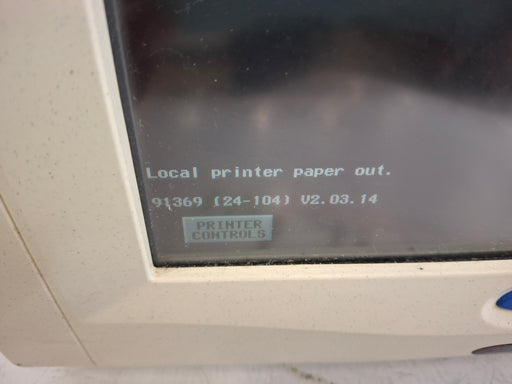 Local printer paper out.
91369 (24-104) V2.03.14
PRINTER
CONTROLS